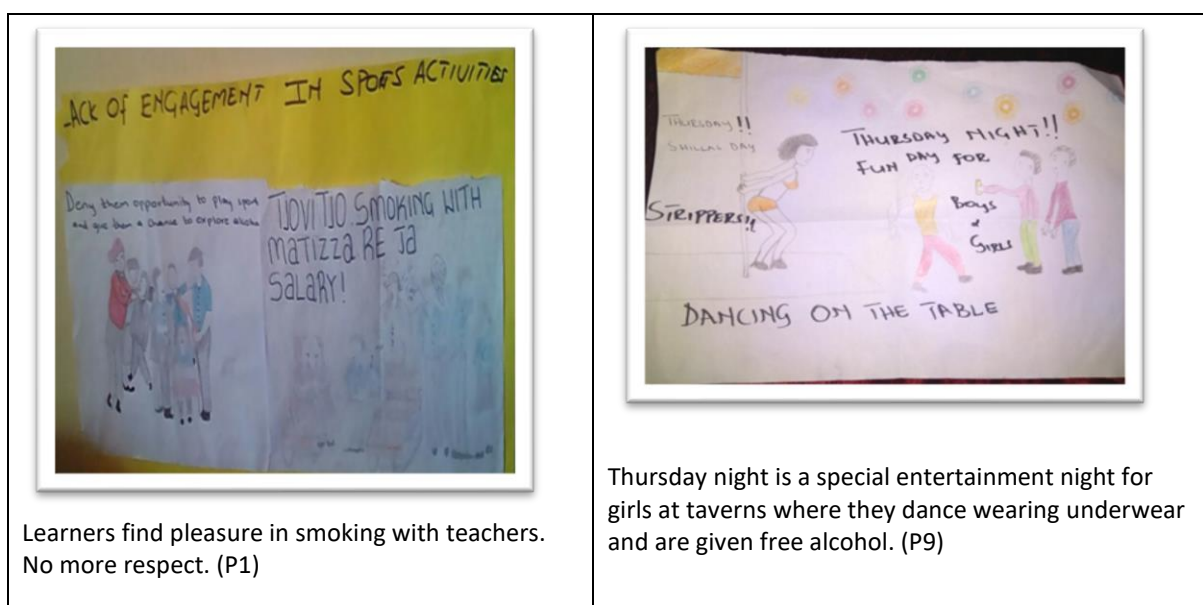 LACK OF ENGAGEMENT IN SPORTS ACTIVITIES
Deny them opportunity to play sport
and give them a chance to explore
TJOVITJO SMOKING WITH
MATIZZA RE JA
SALARY!
Learners find pleasure in smoking with teachers.
No more respect. (P1)
THURSDAY!!
DAY
STRIPPERS!!
THURSDAY NIGHT!!
FUN DAY FOR
BOYS
&
GIRLS
DANCING ON THE TABLE
Thursday night is a special entertainment night for
girls at taverns where they dance wearing underwear
and are given free alcohol. (P9)